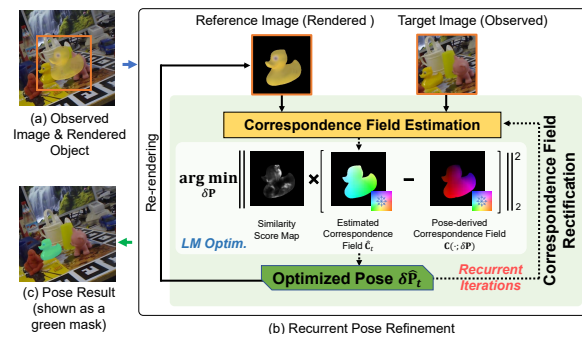 Reference Image (Rendered )
Target Image (Observed)
(a) Observed
Image & Rendered
Object
Re-rendering
Correspondence Field Estimation
Correspondence Field
Rectification
arg min
δP
2
2
Similarity
Score Map
Estimated
Correspondence
Field Ĉt
Pose-derived
Correspondence Field
C(·; δP)
LM Optim.
Optimized Pose δP̂t
Recurrent
Iterations
(c) Pose Result
(shown as a
green mask)
(b) Recurrent Pose Refinement